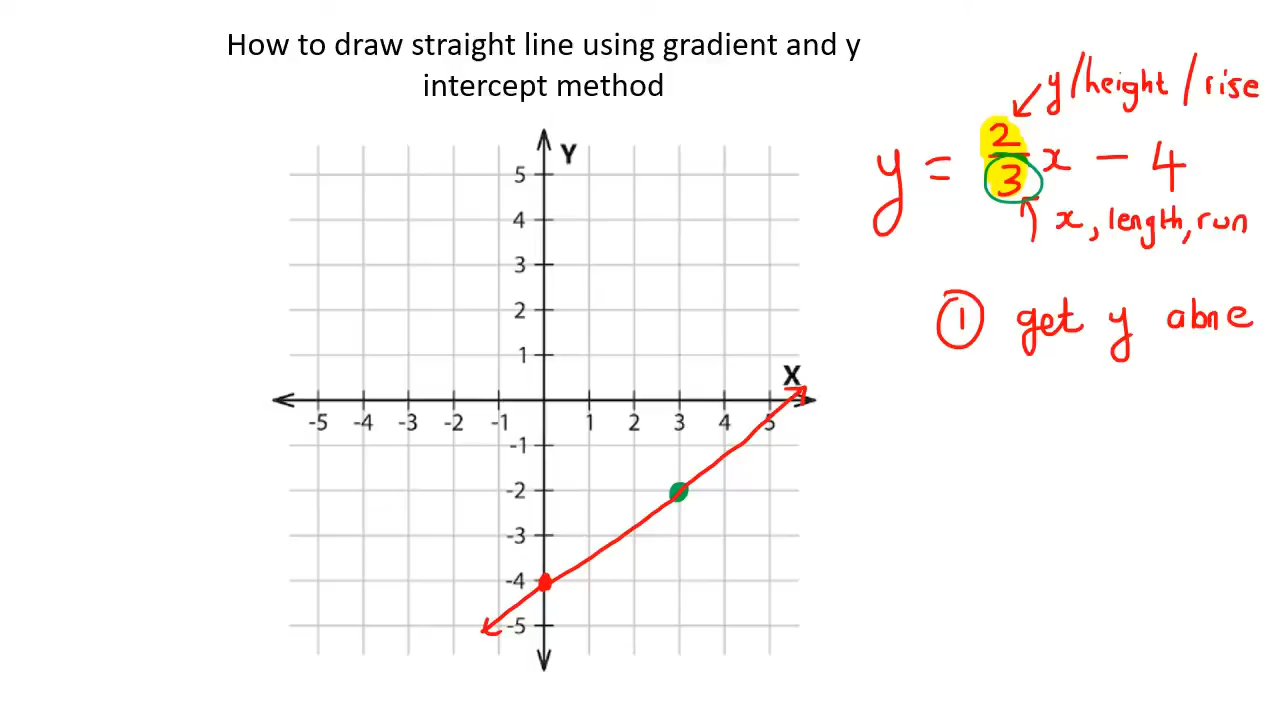 How to draw straight line using gradient and y
intercept method
y/height/rise
y = 2/3 x - 4
x, length, run
① get y alone
Y
5
4
3
2
1
X
-5 -4 -3 -2 -1 1 2 3 4 5
-1
-2
-3
-4
-5